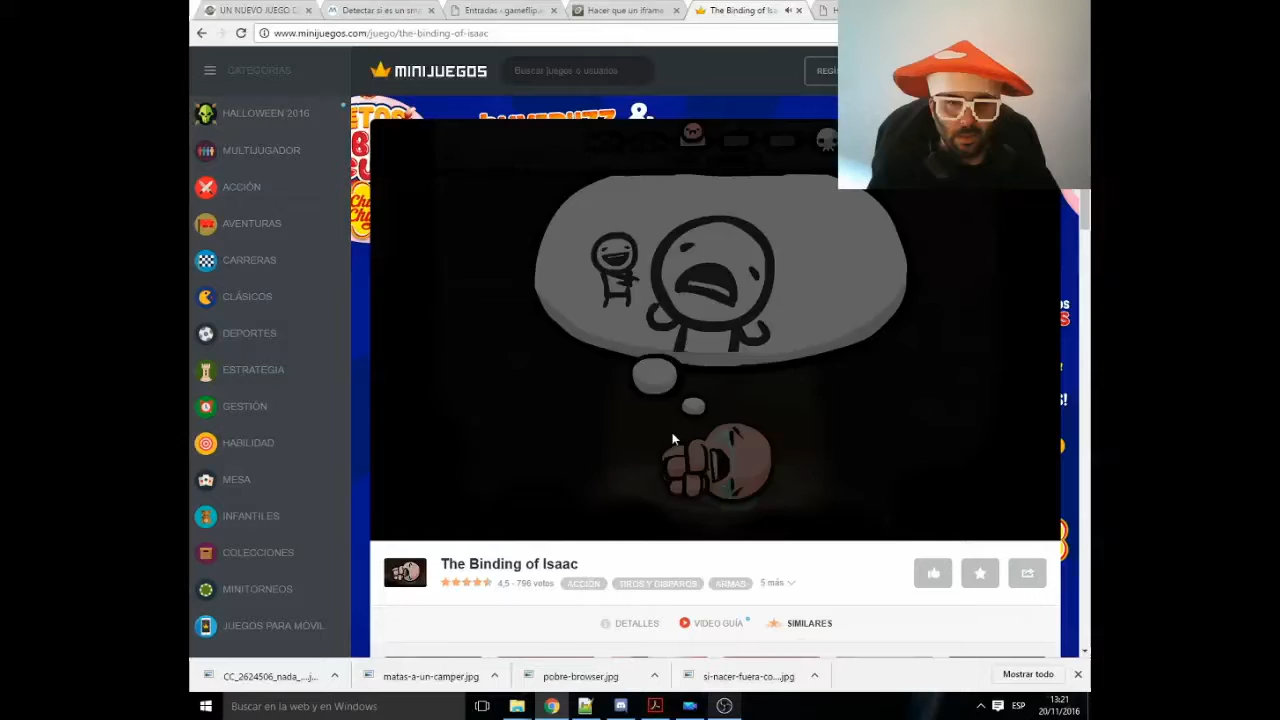 UN NUEVO JUEGO D
Detectar si es un sm
Entradas - gameflip.
Hacer que un iframe
The Binding of Isa
www.minijuegos.com/juego/the-binding-of-isaac
CATEGORÍAS
MINIJUEGOS
Buscar juegos o usuarios
HALLOWEEN 2016
MULTIJUGADOR
ACCIÓN
AVENTURAS
CARRERAS
CLÁSICOS
DEPORTES
ESTRATEGIA
GESTIÓN
HABILIDAD
MESA
INFANTILES
COLECCIONES
MINITORNEOS
JUEGOS PARA MÓVIL
The Binding of Isaac
4,5 - 796 votos
ACCIÓN
TIROS Y DISPAROS
ARMAS
5 más
DETALLES
VIDEO GUÍA
SIMILARES
CC_2624506_nada_...j...
matas-a-un-camper.jpg
pobre-browser.jpg
si-nacer-fuera-co....jpg
Mostrar todo
Buscar en la web y en Windows
ESP
13:21
20/11/2016